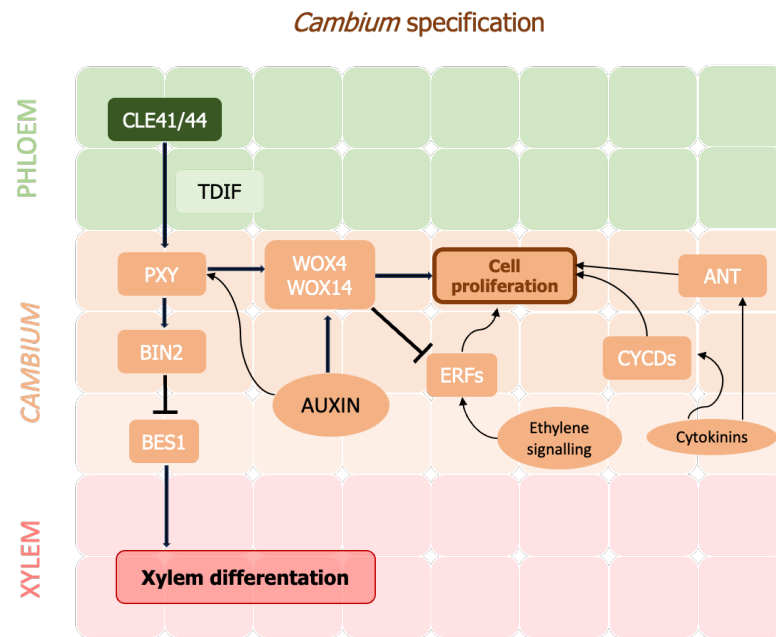 Cambium specification
PHLOEM
CLE41/44
TDIF
CAMBIUM
PXY
WOX4
WOX14
Cell
proliferation
ANT
BIN2
ERFs
CYCDs
AUXIN
BES1
Ethylene
signalling
Cytokinins
XYLEM
Xylem differentation